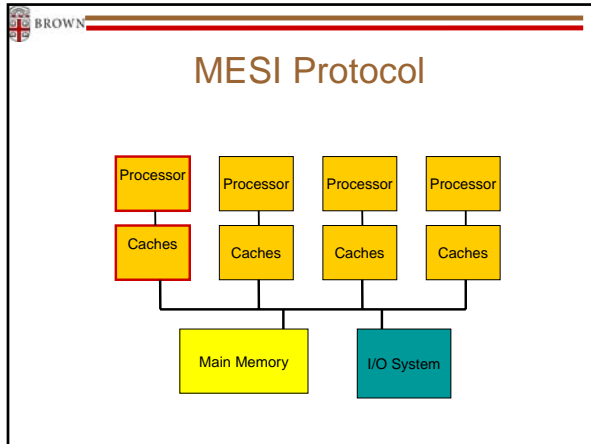 BROWN
MESI Protocol
Processor Processor Processor Processor
Caches Caches Caches Caches
Main Memory I/O System